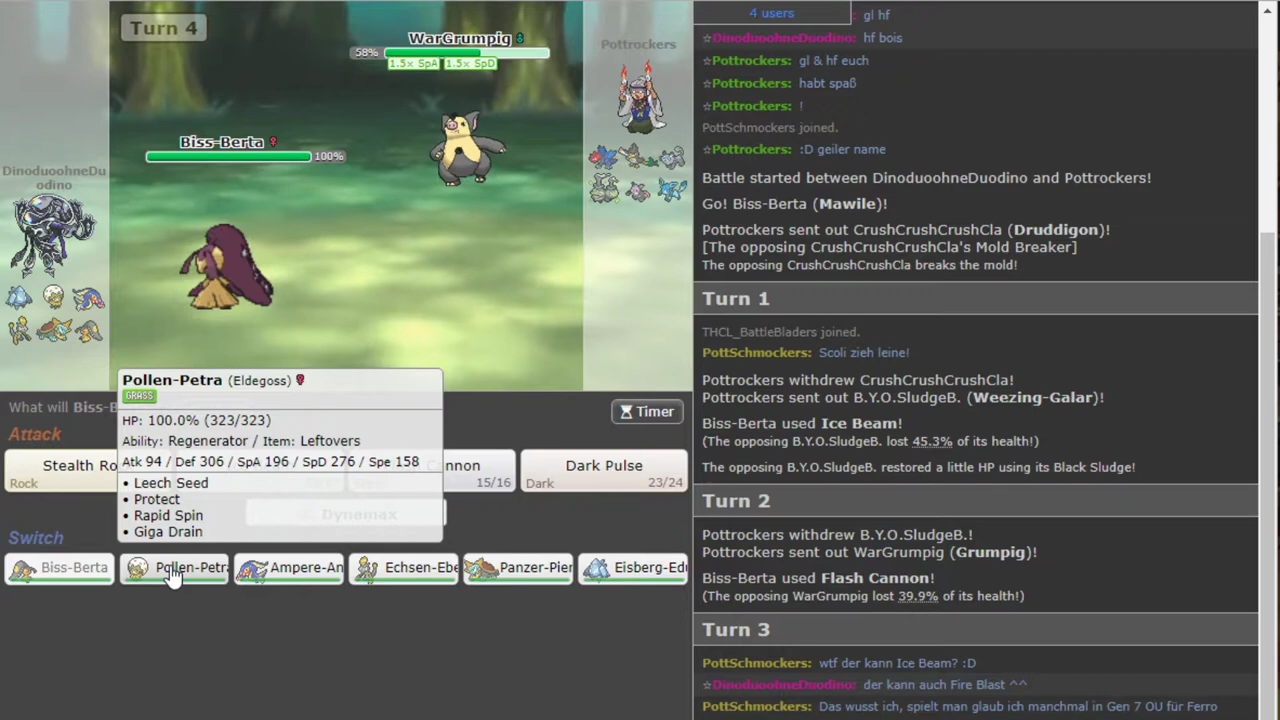 Turn 4
WarGrumpig
58%
1.5x SpA 1.5x SpD
Pottrockers
Biss-Berta
100%
DinoduoohneDu
odino
Pollen-Petra (Eldegoss)
GRASS
HP: 100.0% (323/323)
Ability: Regenerator / Item: Leftovers
Atk 94 / Def 306 / SpA 196 / SpD 276 / Spe 158
• Leech Seed
• Protect
• Rapid Spin
• Giga Drain
What will Biss-B
Timer
Attack
Stealth Ro
Rock
nnon
15/16
Dark Pulse
Dark 23/24
Dynamax
Switch
Biss-Berta
Pollen-Petr
Ampere-An
Echsen-Ebe
Panzer-Pier
Eisberg-Ed
4 users
gl hf
☆DinoduoohneDuodino: hf bois
☆Pottrockers: gl & hf euch
☆Pottrockers: habt spaß
☆Pottrockers: !
PottSchmockers joined.
☆Pottrockers: :D geiler name
Battle started between DinoduoohneDuodino and Pottrockers!
Go! Biss-Berta (Mawile)!
Pottrockers sent out CrushCrushCrushCla (Druddigon)!
[The opposing CrushCrushCrushCla's Mold Breaker]
The opposing CrushCrushCrushCla breaks the mold!
Turn 1
THCL_BattleBladers joined.
PottSchmockers: Scoli zieh leine!
Pottrockers withdrew CrushCrushCrushCla!
Pottrockers sent out B.Y.O.SludgeB. (Weezing-Galar)!
Biss-Berta used Ice Beam!
(The opposing B.Y.O.SludgeB. lost 45.3% of its health!)
The opposing B.Y.O.SludgeB. restored a little HP using its Black Sludge!
Turn 2
Pottrockers withdrew B.Y.O.SludgeB.!
Pottrockers sent out WarGrumpig (Grumpig)!
Biss-Berta used Flash Cannon!
(The opposing WarGrumpig lost 39.9% of its health!)
Turn 3
PottSchmockers: wtf der kann Ice Beam? :D
☆DinoduoohneDuodino: der kann auch Fire Blast ^^
PottSchmockers: Das wusst ich, spielt man glaub ich manchmal in Gen 7 OU für Ferro